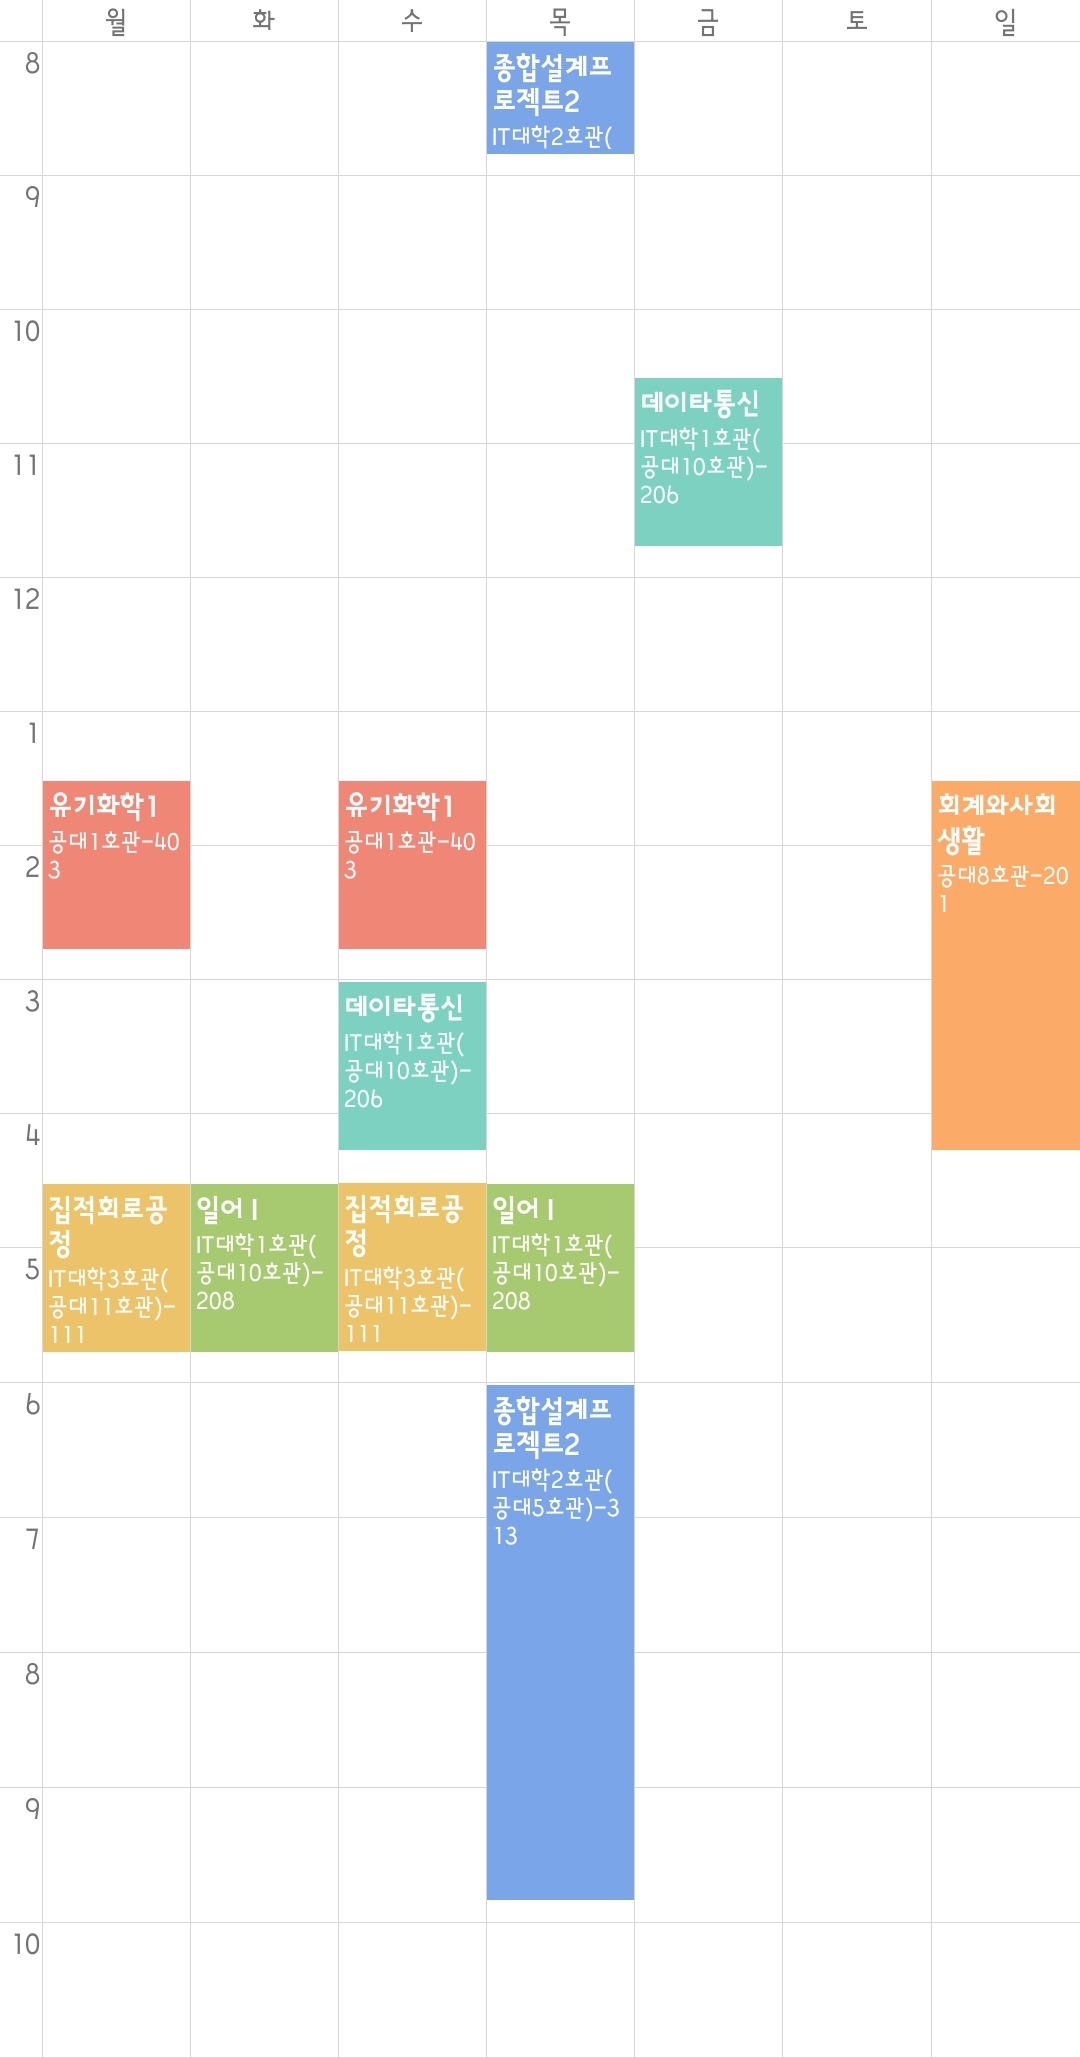 월 화 수 목 금 토 일
8
종합설계프
로젝트2
IT대학2호관(
9
10
데이타통신
IT대학1호관(
공대10호관)-
206
11
12
1
유기화학1
공대1호관-40
3
유기화학1
공대1호관-40
3
회계와사회
생활
공대8호관-20
1
2
3
데이타통신
IT대학1호관(
공대10호관)-
206
4
집적회로공
정
IT대학3호관(
공대11호관)-
111
일어 I
IT대학1호관(
공대10호관)-
208
집적회로공
정
IT대학3호관(
공대11호관)-
111
일어 I
IT대학1호관(
공대10호관)-
208
5
6
종합설계프
로젝트2
IT대학2호관(
공대5호관)-3
13
7
8
9
10